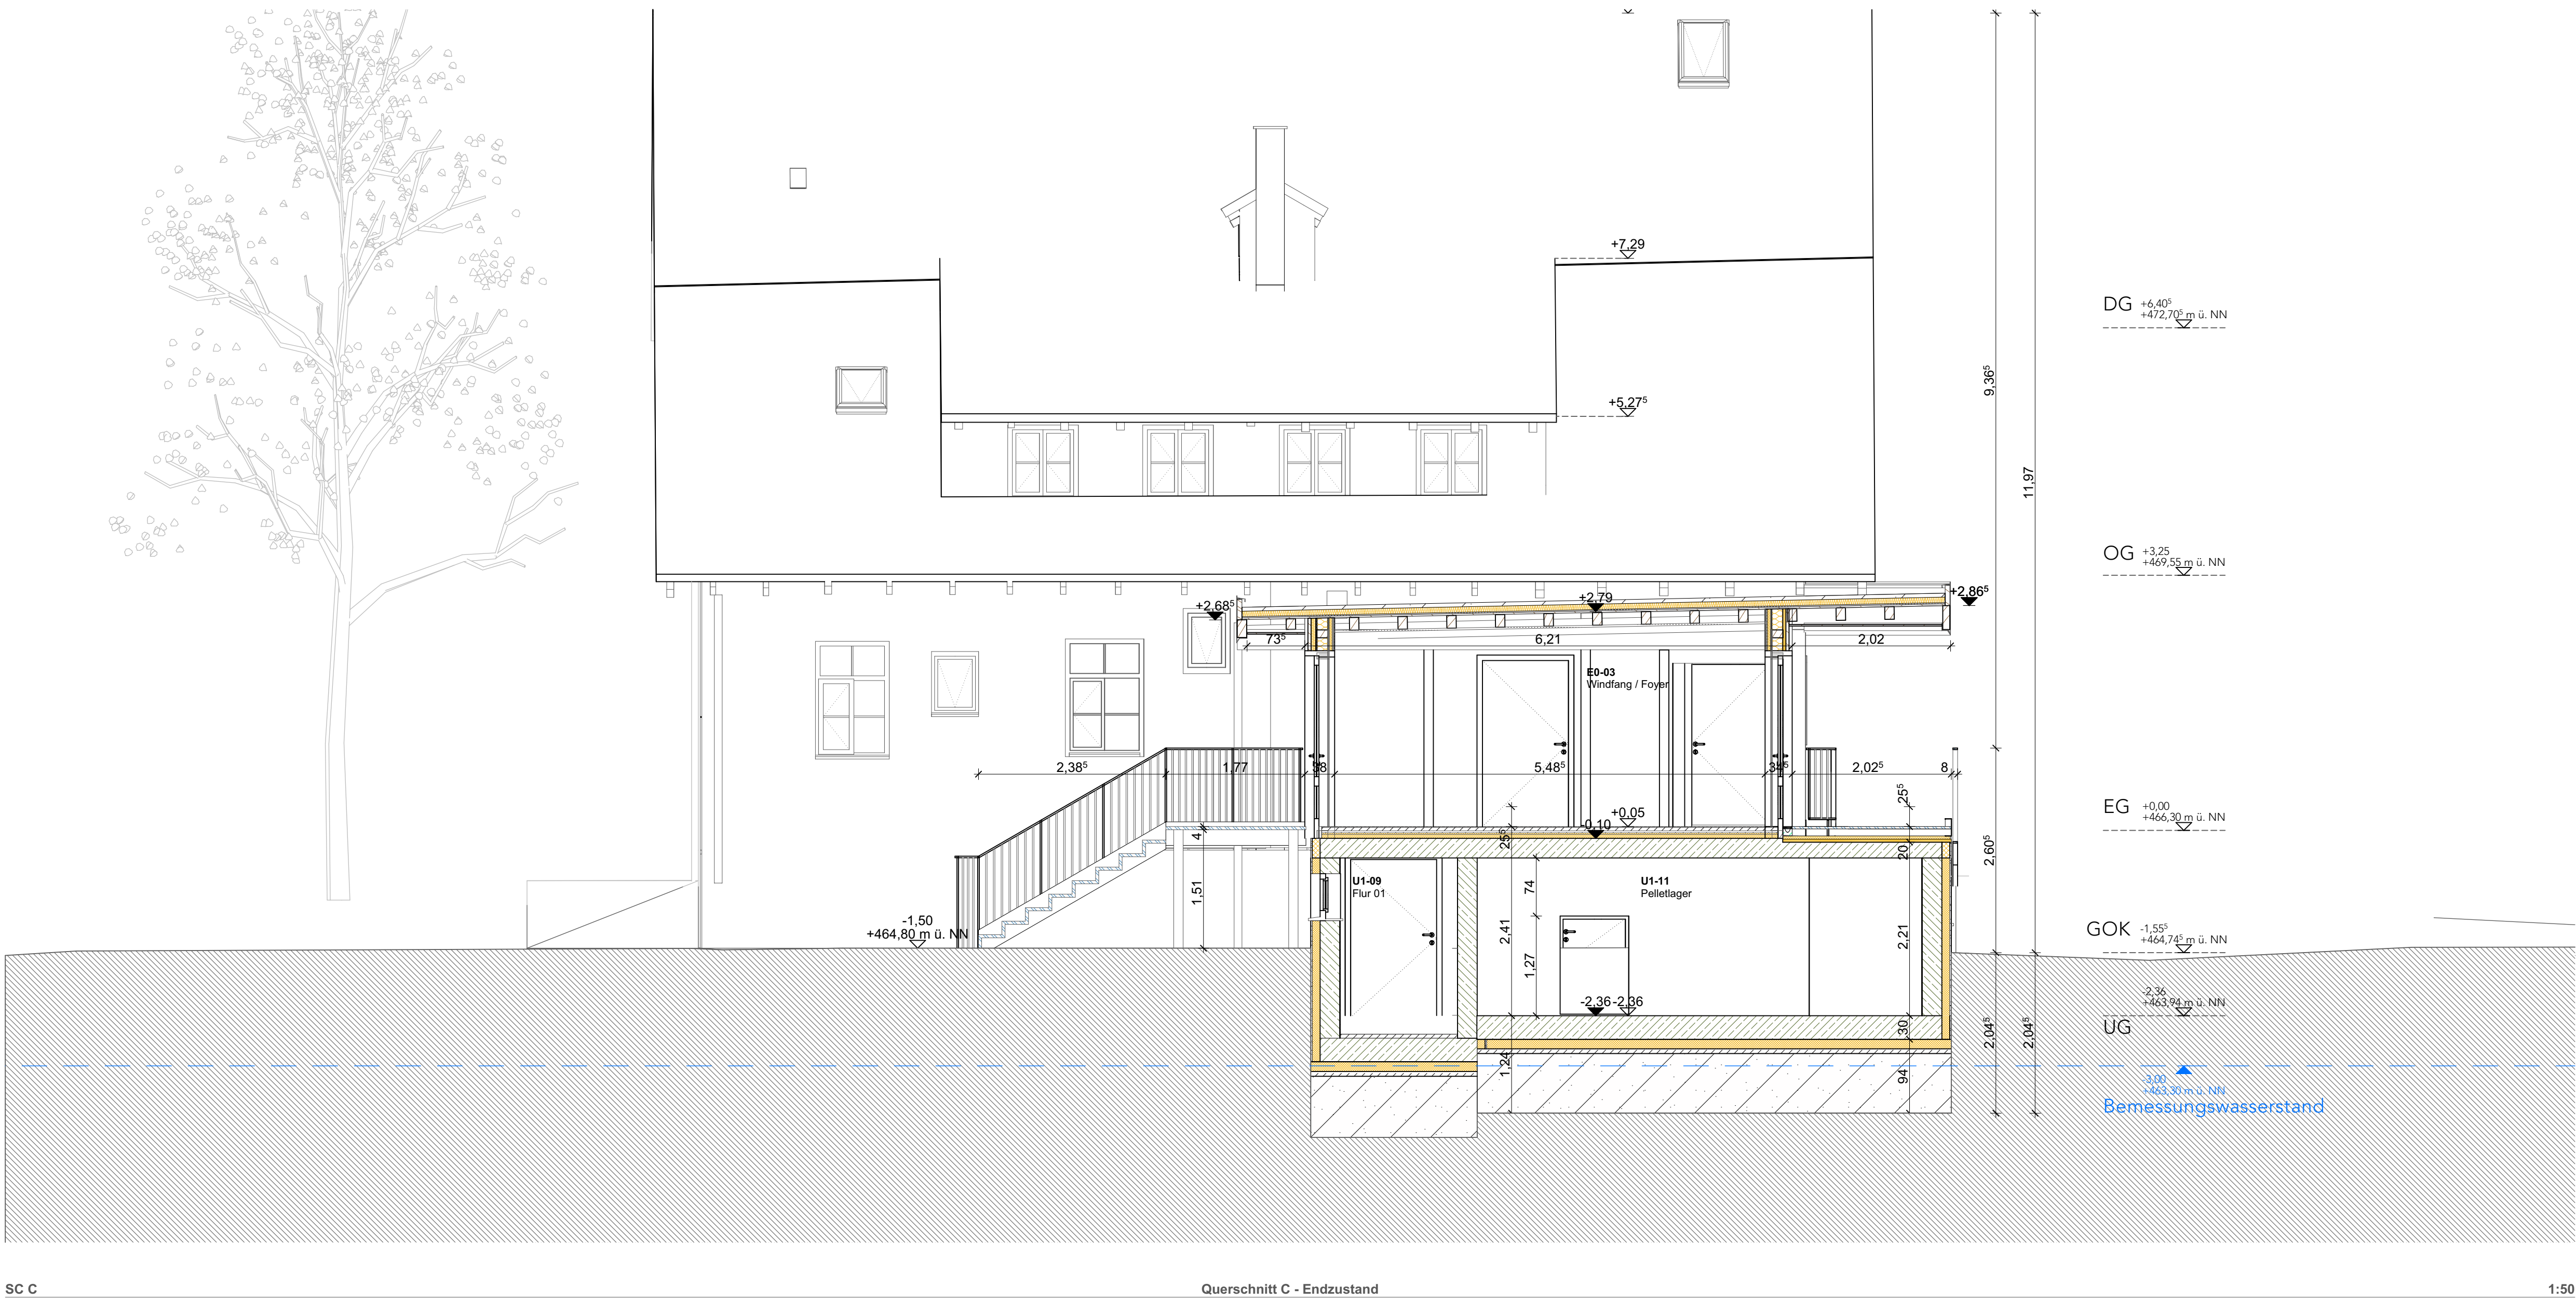 +7,29
DG +6,40⁵
+472,70⁵ m ü. NN
9,36⁵
+5,27⁵
11,97
OG +3,25
+469,55 m ü. NN
+2,68⁵
+2,79
+2,86⁵
73⁵
6,21
2,02
E0-03
Windfang / Foyer
2,38⁵
1,77
38
5,48⁵
34⁵
2,02⁵
8
25⁵
EG +0,00
+466,30 m ü. NN
+0,05
-0,10
4
25⁵
20
2,60⁵
U1-09
Flur 01
74
U1-11
Pelletlager
1,51
-1,50
+464,80 m ü. NN
2,41
2,21
GOK -1,55⁵
+464,74⁵ m ü. NN
1,27
-2,36
-2,36
-2,36
+463,94 m ü. NN
UG
30
2,04⁵
2,04⁵
1,24
94
-3,00
+463,30 m ü. NN
Bemessungswasserstand
SC C
Querschnitt C - Endzustand
1:50